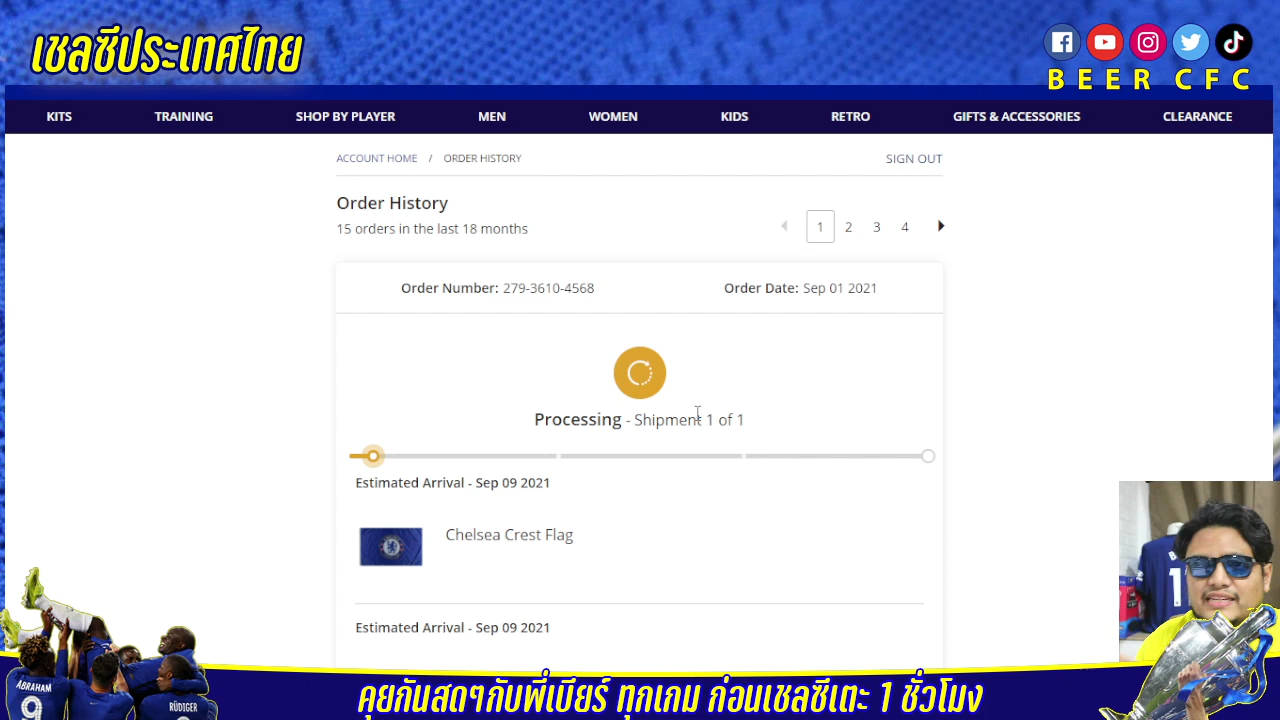 เชลซีประเทศไทย
BEER CFC
KITS TRAINING SHOP BY PLAYER MEN WOMEN KIDS RETRO GIFTS & ACCESSORIES CLEARANCE
ACCOUNT HOME / ORDER HISTORY SIGN OUT
Order History
15 orders in the last 18 months
1 2 3 4
Order Number: 279-3610-4568 Order Date: Sep 01 2021
Processing - Shipment 1 of 1
Estimated Arrival - Sep 09 2021
Chelsea Crest Flag
Estimated Arrival - Sep 09 2021
ABRAHAM
9
RÜDIGER
คุยกันสดๆกับพี่เบียร์ ทุกเกม ก่อนเชลซีเตะ 1 ชั่วโมง